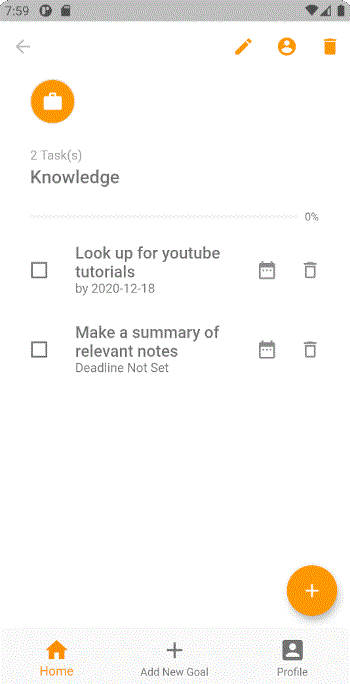 7:59
2 Task(s)
Knowledge
0%
Look up for youtube
tutorials
by 2020-12-18
Make a summary of
relevant notes
Deadline Not Set
Home
Add New Goal
Profile